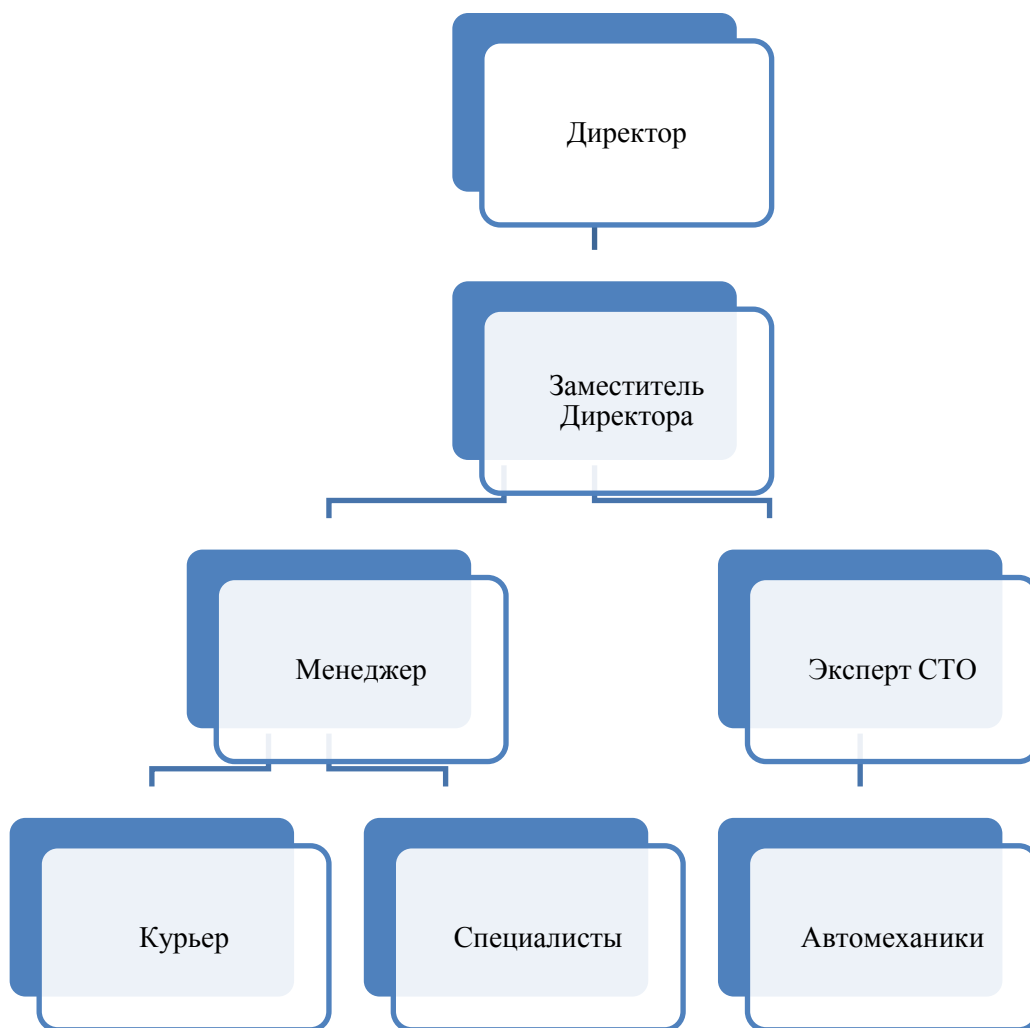 Директор
Заместитель
Директора
Менеджер
Эксперт СТО
Курьер
Специалисты
Автомеханики